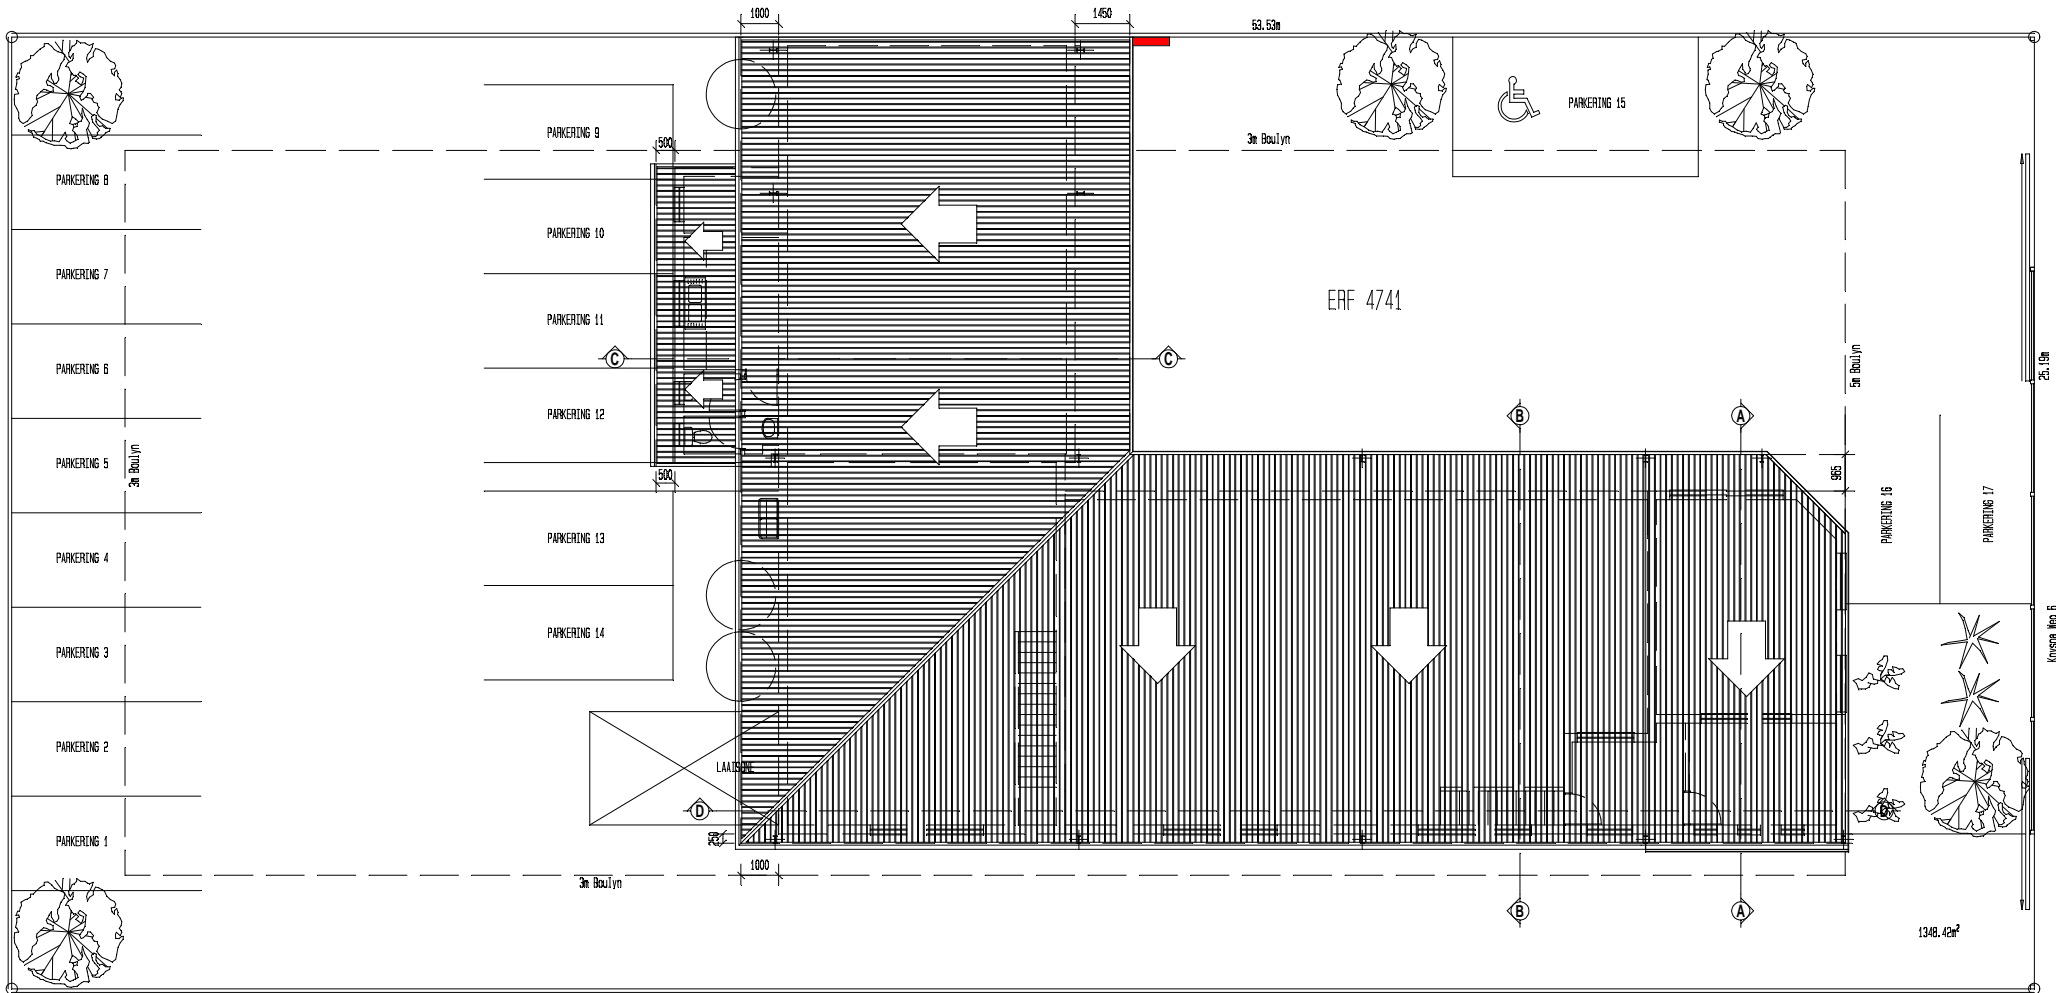 1000
1450
53.53m
PARKERING 15
PARKERING 9
3m Boulyn
500
PARKERING 8
PARKERING 10
PARKERING 7
ERF 4741
PARKERING 11
C
C
PARKERING 6
5m Boulyn
25.19m
PARKERING 12
B
A
PARKERING 5
3m Boulyn
500
965
PARKERING 16
PARKERING 17
PARKERING 13
PARKERING 4
PARKERING 14
PARKERING 3
PARKERING 2
LAAISONE
D
D
PARKERING 1
250
1000
3m Boulyn
B
A
1348.42m²